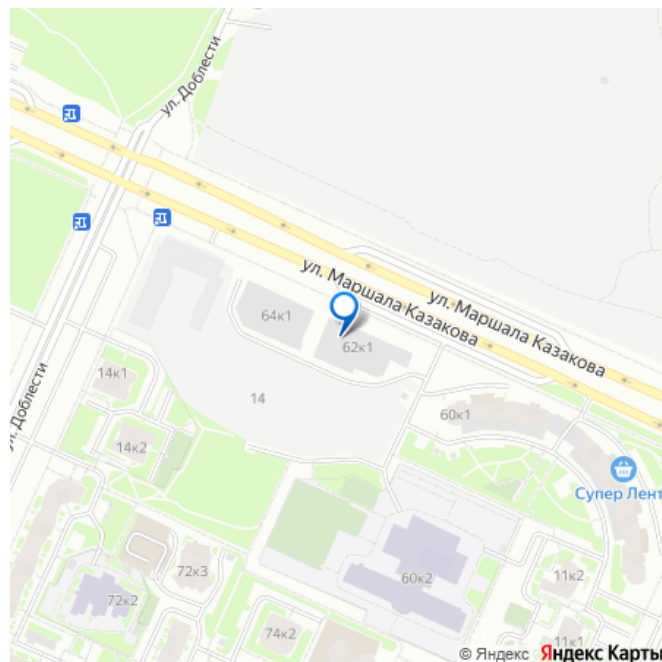 ул. Доблести
ул. Маршала Казакова
ул. Маршала Казакова
64к1
62к1
14к1
14
ул. Доблести
60к1
14к2
Супер Лент
72к3
60к2
11к2
72к2
74к2
11к1
© Яндекс Яндекс Карты